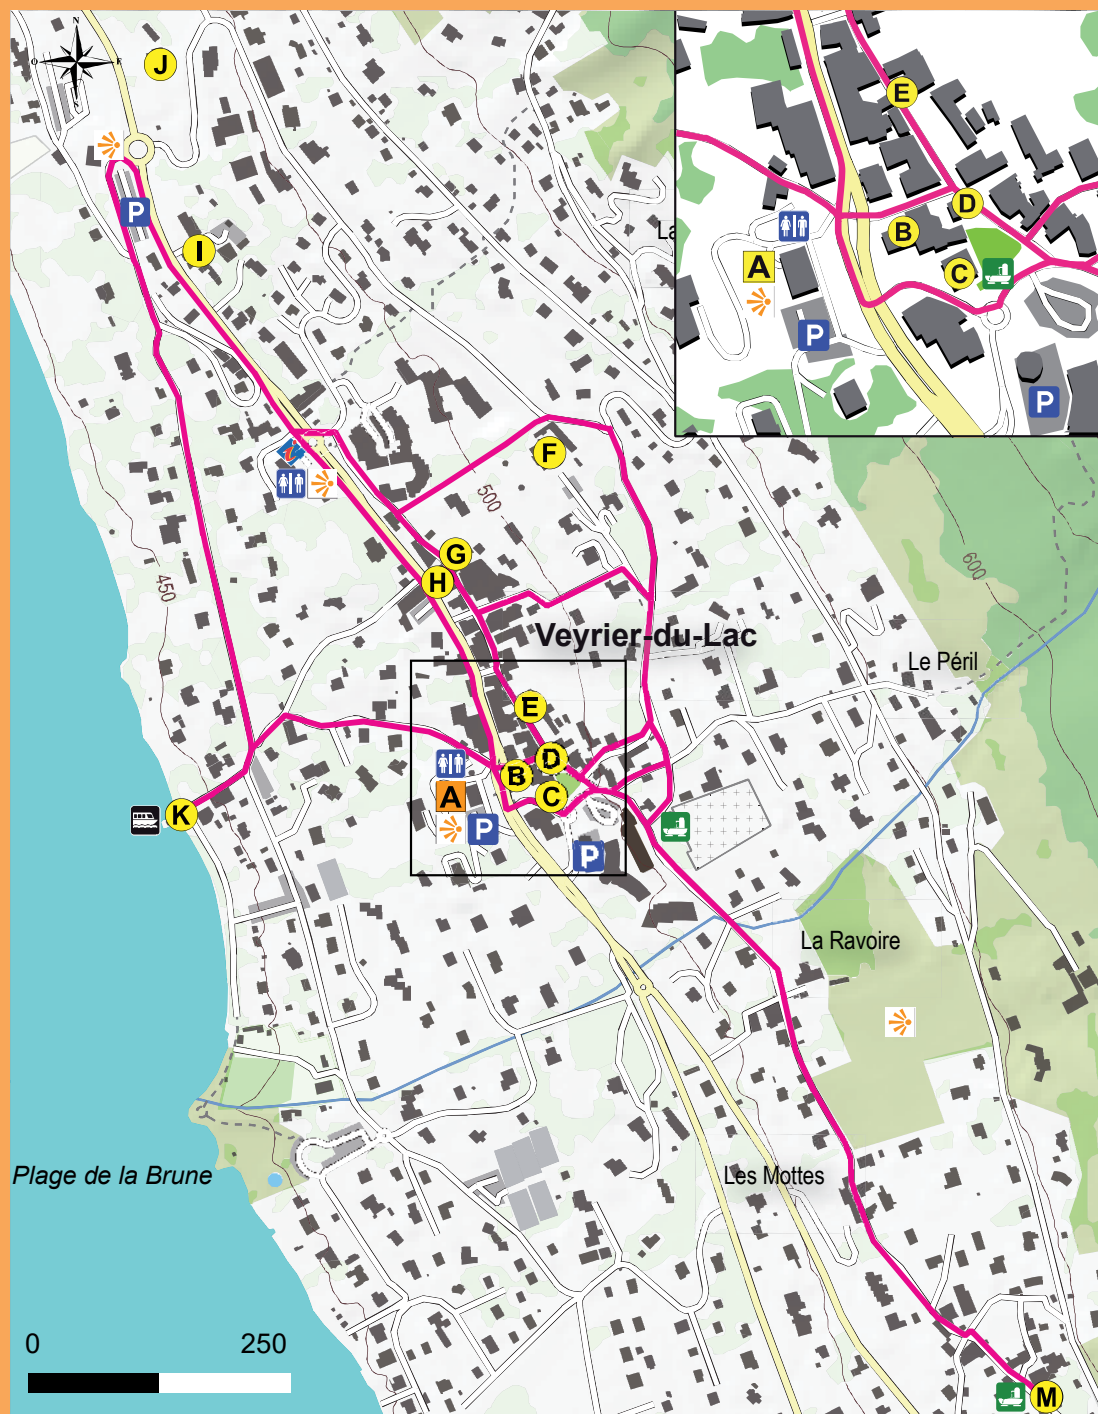 N
O
E
S
J
E
D
B
La
A
C
P
P
P
I
F
500
G
450
H
600
Veyrier-du-Lac
Le Péril
E
D
B
A
C
K
P
P
La Ravoire
Plage de la Brune
Les Mottes
0 250
M